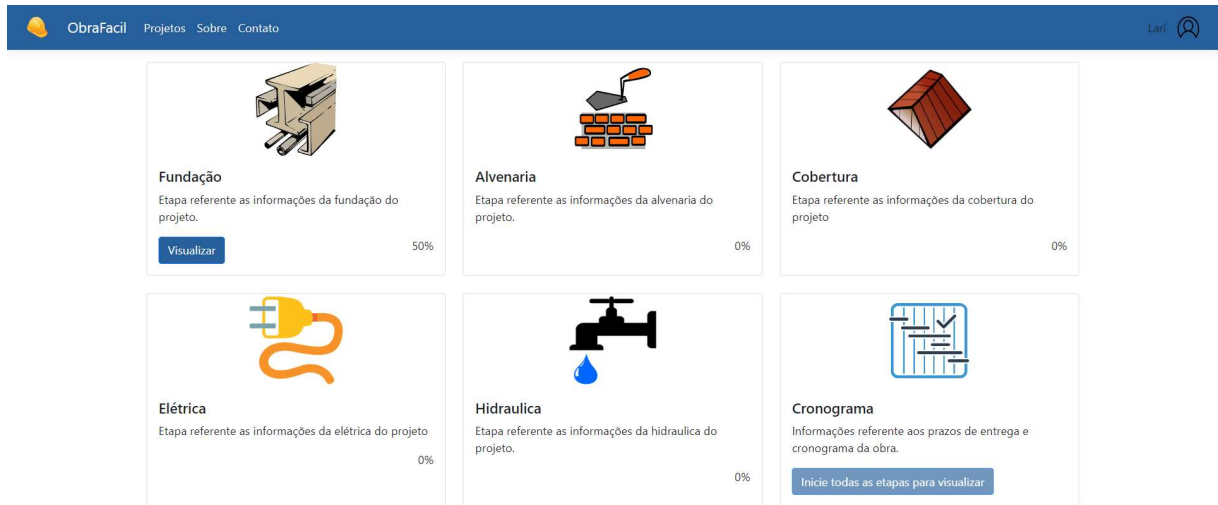 ObraFacil Projetos Sobre Contato Lari
Fundação
Etapa referente as informações da fundação do
projeto.
Visualizar 50%
Alvenaria
Etapa referente as informações da alvenaria do
projeto.
0%
Cobertura
Etapa referente as informações da cobertura do
projeto
0%
Elétrica
Etapa referente as informações da elétrica do projeto
0%
Hidraulica
Etapa referente as informações da hidraulica do
projeto.
0%
Cronograma
Informações referente aos prazos de entrega e
cronograma da obra.
Inicie todas as etapas para visualizar